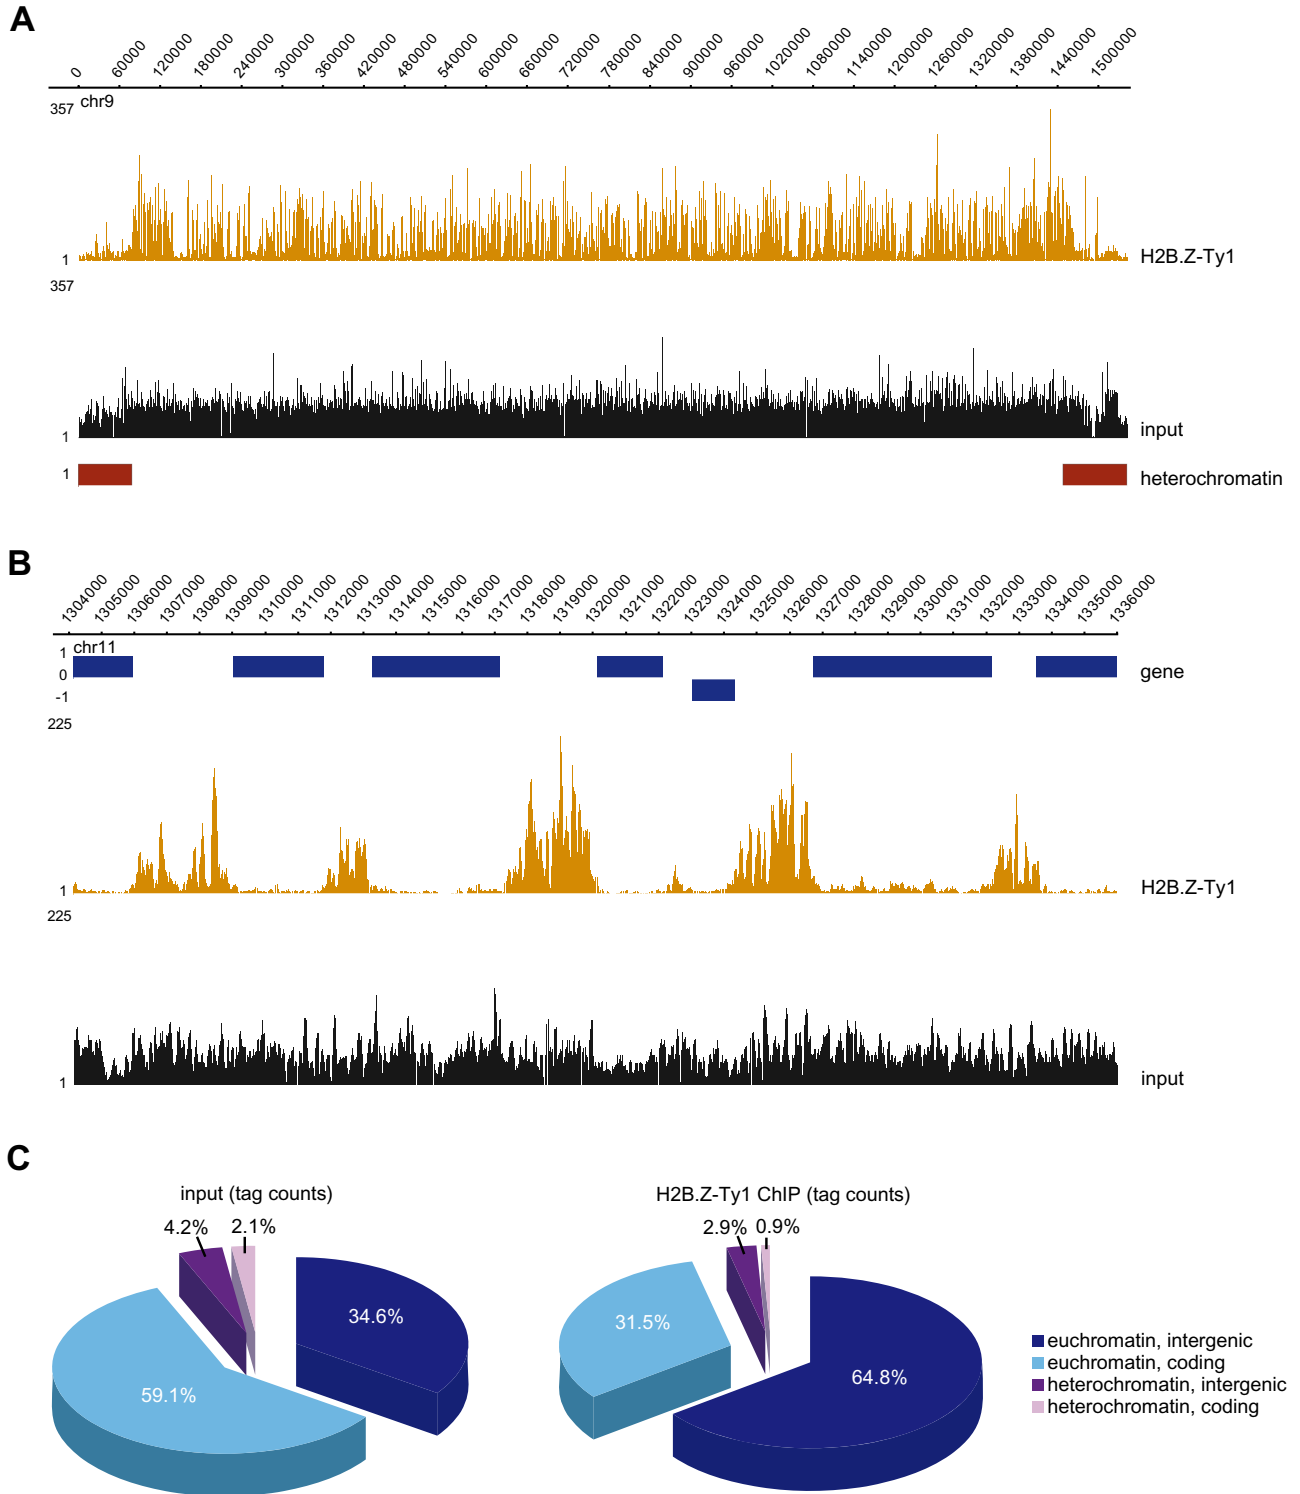 A
0 60000 120000 180000 240000 300000 360000 420000 480000 540000 600000 660000 720000 780000 840000 900000 960000 1020000 1080000 1140000 1200000 1260000 1320000 1380000 1440000 1500000
357 chr9
1 H2B.Z-Ty1
357
1 input
1 heterochromatin
B
1304000 1305000 1306000 1307000 1308000 1309000 1310000 1311000 1312000 1313000 1314000 1315000 1316000 1317000 1318000 1319000 1320000 1321000 1322000 1323000 1324000 1325000 1326000 1327000 1328000 1329000 1330000 1331000 1332000 1333000 1334000 1335000 1336000
1 chr11
0 gene
-1
225
1 H2B.Z-Ty1
225
1 input
C
input (tag counts)
4.2% 2.1%
34.6%
59.1%
H2B.Z-Ty1 ChIP (tag counts)
2.9% 0.9%
31.5%
64.8%
euchromatin, intergenic
euchromatin, coding
heterochromatin, intergenic
heterochromatin, coding